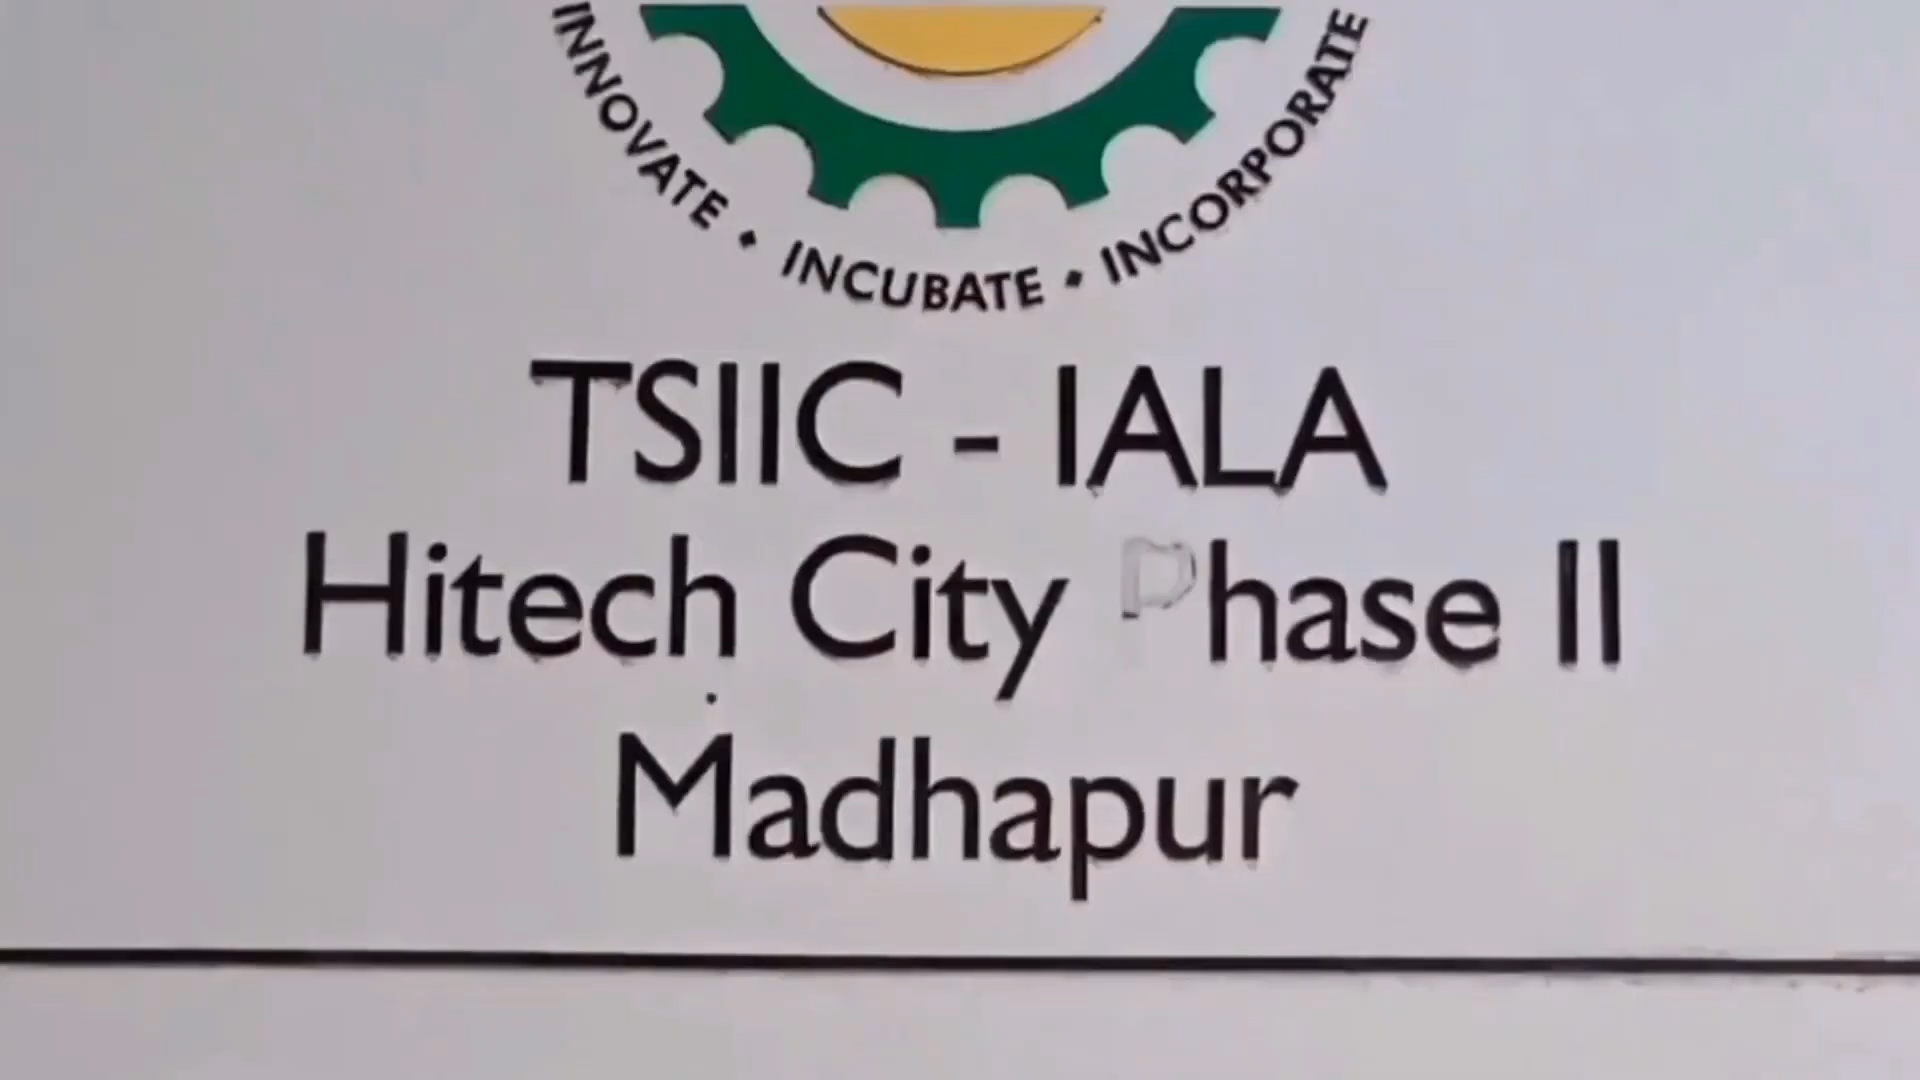 INNOVATE • INCUBATE • INCORPORATE
TSIIC - IALA
Hitech City Phase II
Madhapur